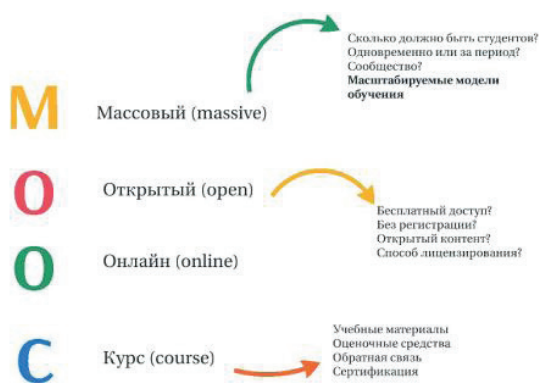 Сколько должно быть студентов?
Одновременно или за период?
Сообщество?
Масштабируемые модели
обучения
М Массовый (massive)
О Открытый (open)
Бесплатный доступ?
Без регистрации?
Открытый контент?
Способ лицензирования?
О Онлайн (online)
С Курс (course)
Учебные материалы
Оценочные средства
Обратная связь
Сертификация